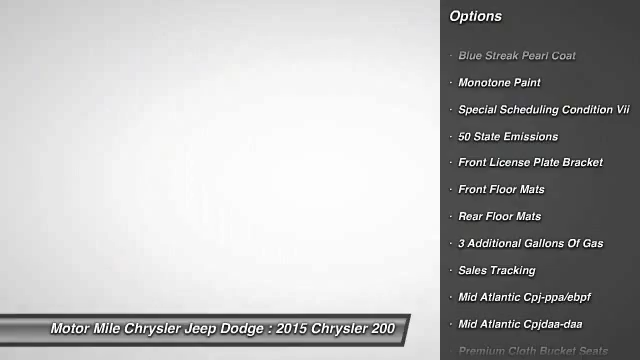 Options
· Blue Streak Pearl Coat
· Monotone Paint
· Special Scheduling Condition Vii
· 50 State Emissions
· Front License Plate Bracket
· Front Floor Mats
· Rear Floor Mats
· 3 Additional Gallons Of Gas
· Sales Tracking
· Mid Atlantic Cpj-ppa/ebpf
· Mid Atlantic Cpjdaa-daa
· Premium Cloth Bucket Seats
Motor Mile Chrysler Jeep Dodge : 2015 Chrysler 200